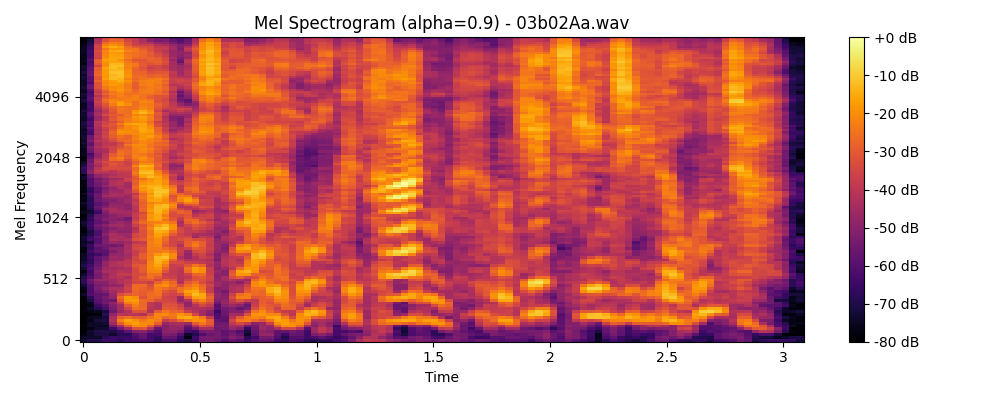 Mel Spectrogram (alpha=0.9) - 03b02Aa.wav
Mel Frequency
4096
2048
1024
512
0
0
0.5
1
1.5
2
2.5
3
Time
+0 dB
-10 dB
-20 dB
-30 dB
-40 dB
-50 dB
-60 dB
-70 dB
-80 dB